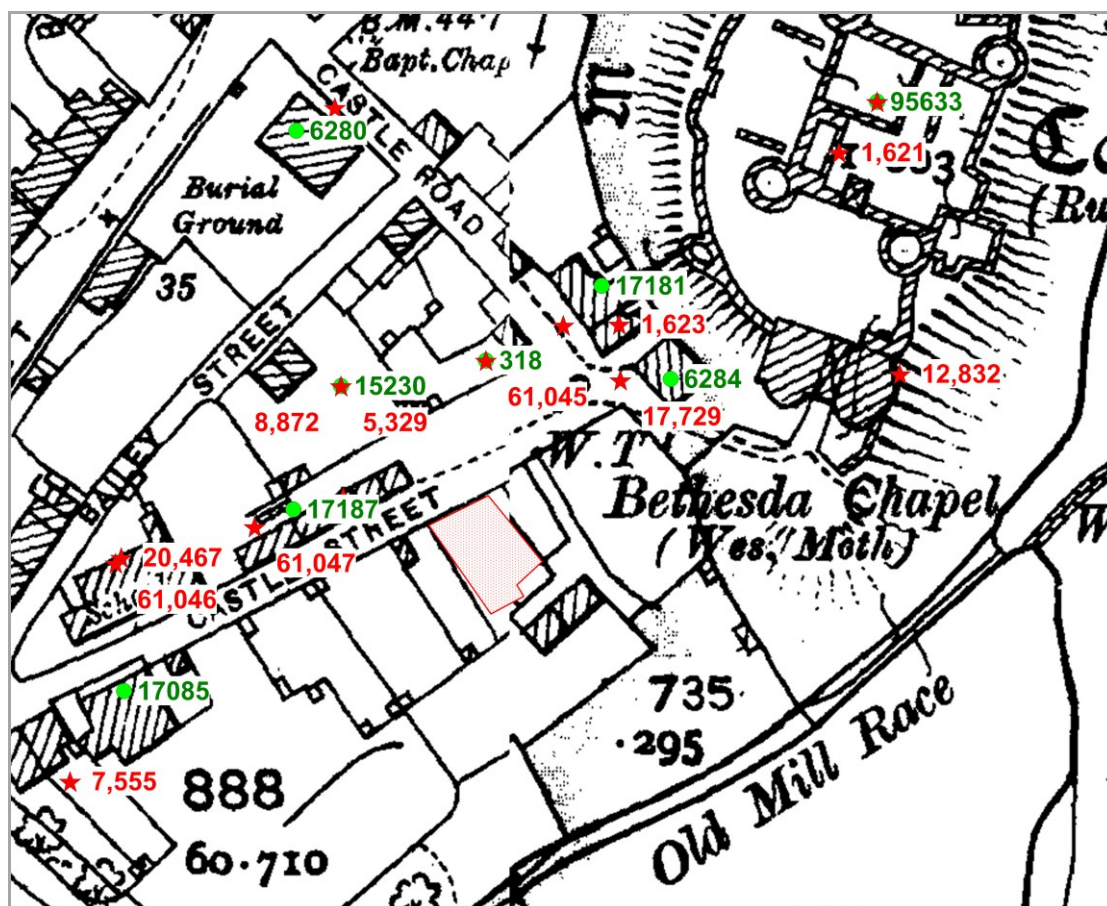 B.M. 44·7
Bapt. Chap
CASTLE ROAD
6280
95633
1,621
Burial
Ground
35
17181
1,623
STREET
318
15230
8,872
5,329
61,045
6284
17,729
12,832
BAILEY
W.T
Bethesda Chapel
(Wes. Meth)
17187
STREET
61,047
20,467
61,046
17085
7,555
888
60·710
735
·295
Old Mill Race